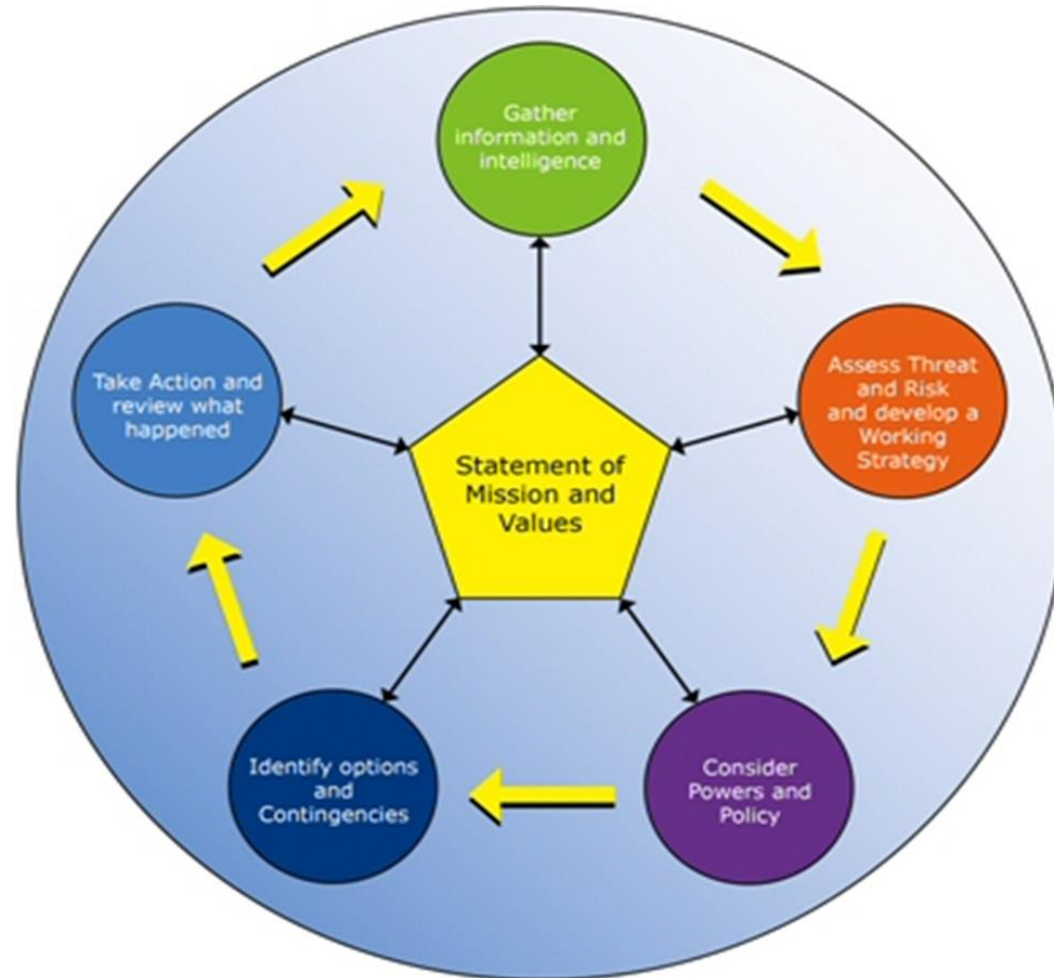 Gather
information and
intelligence
Assess Threat
and Risk
and develop a
Working
Strategy
Consider
Powers and
Policy
Identify options
and
Contingencies
Take Action and
review what
happened
Statement of
Mission and
Values